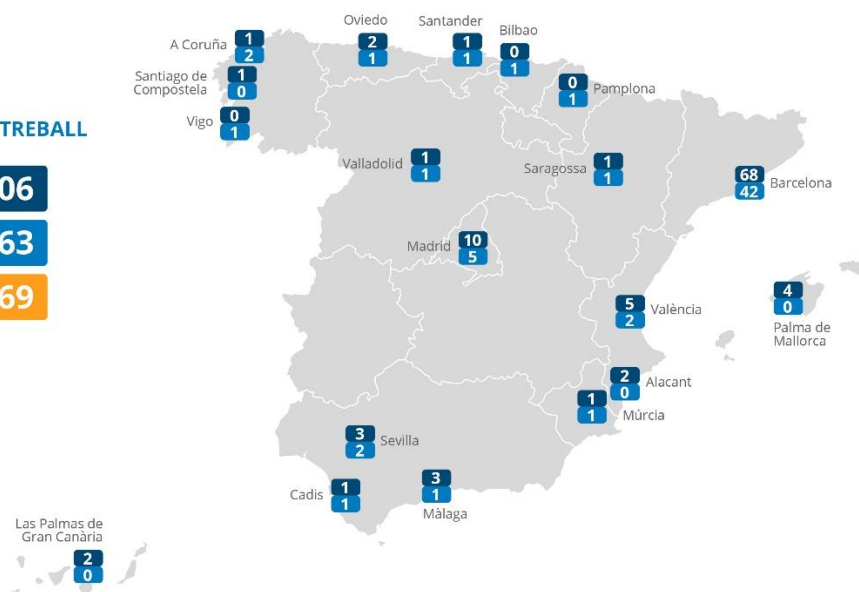 Oviedo
2
1
Santander
1
1
Bilbao
0
1
A Coruña
1
2
Santiago de
Compostela
1
0
Vigo
0
1
Pamplona
0
1
TREBALL
06
63
69
Valladolid
1
1
Saragossa
1
1
Barcelona
68
42
Madrid
10
5
València
5
2
4
0
Palma de
Mallorca
Alacant
2
0
Múrcia
1
1
Sevilla
3
2
Cadis
1
1
3
1
Màlaga
Las Palmas de
Gran Canària
2
0